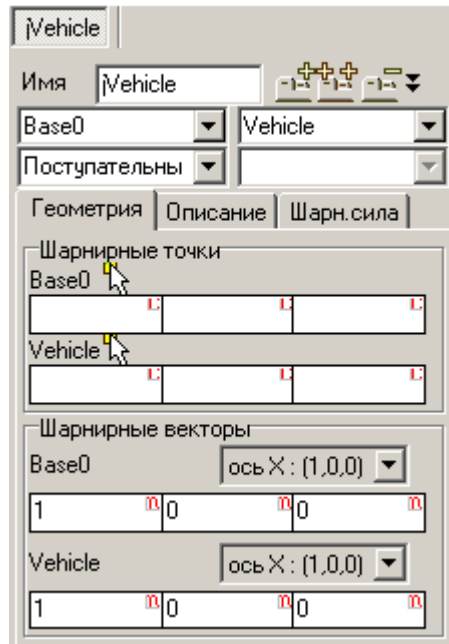 jVehicle
Имя jVehicle
Base0 Vehicle
Поступательны
Геометрия Описание Шарн.сила
Шарнирные точки
Base0
C C C
Vehicle
C C C
Шарнирные векторы
Base0 ось X : (1,0,0)
1 n 0 n 0 n
Vehicle ось X : (1,0,0)
1 n 0 n 0 n